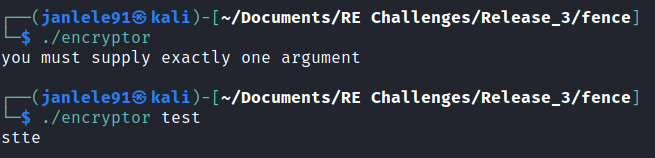 ┌──(janlele91㉿kali)-[~/Documents/RE Challenges/Release_3/fence]
└─$ ./encryptor
you must supply exactly one argument
┌──(janlele91㉿kali)-[~/Documents/RE Challenges/Release_3/fence]
└─$ ./encryptor test
stte